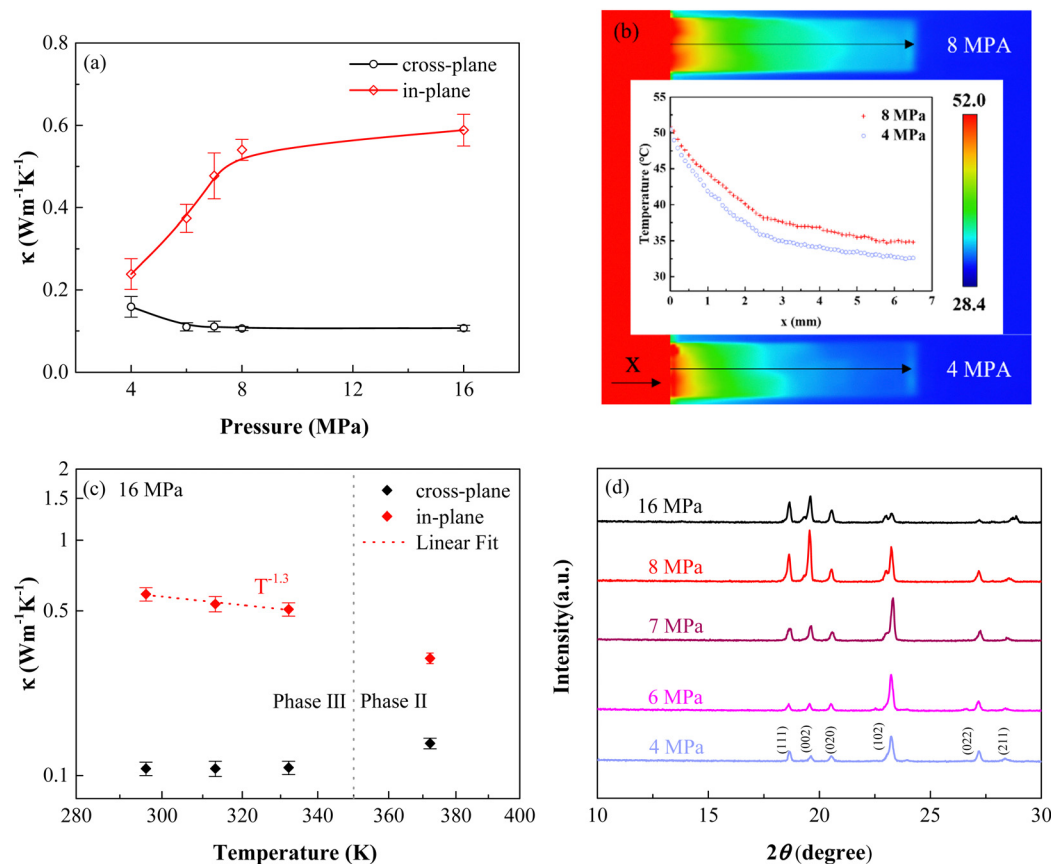 (a)
cross-plane
in-plane
0.8
0.6
0.4
0.2
0.0
κ (Wm⁻¹K⁻¹)
4 8 12 16
Pressure (MPa)
(b)
8 MPA
55
50
45
40
35
30
Temperature (°C)
8 MPa
4 MPa
0 1 2 3 4 5 6 7
x (mm)
52.0
28.4
X
4 MPA
(c) 16 MPa
cross-plane
in-plane
Linear Fit
T⁻¹·³
Phase III Phase II
2
1.5
1
0.5
0.1
κ (Wm⁻¹K⁻¹)
280 300 320 340 360 380 400
Temperature (K)
(d)
16 MPa
8 MPa
7 MPa
6 MPa
4 MPa
(111) (002) (020) (102) (022) (211)
Intensity(a.u.)
10 15 20 25 30
2θ (degree)